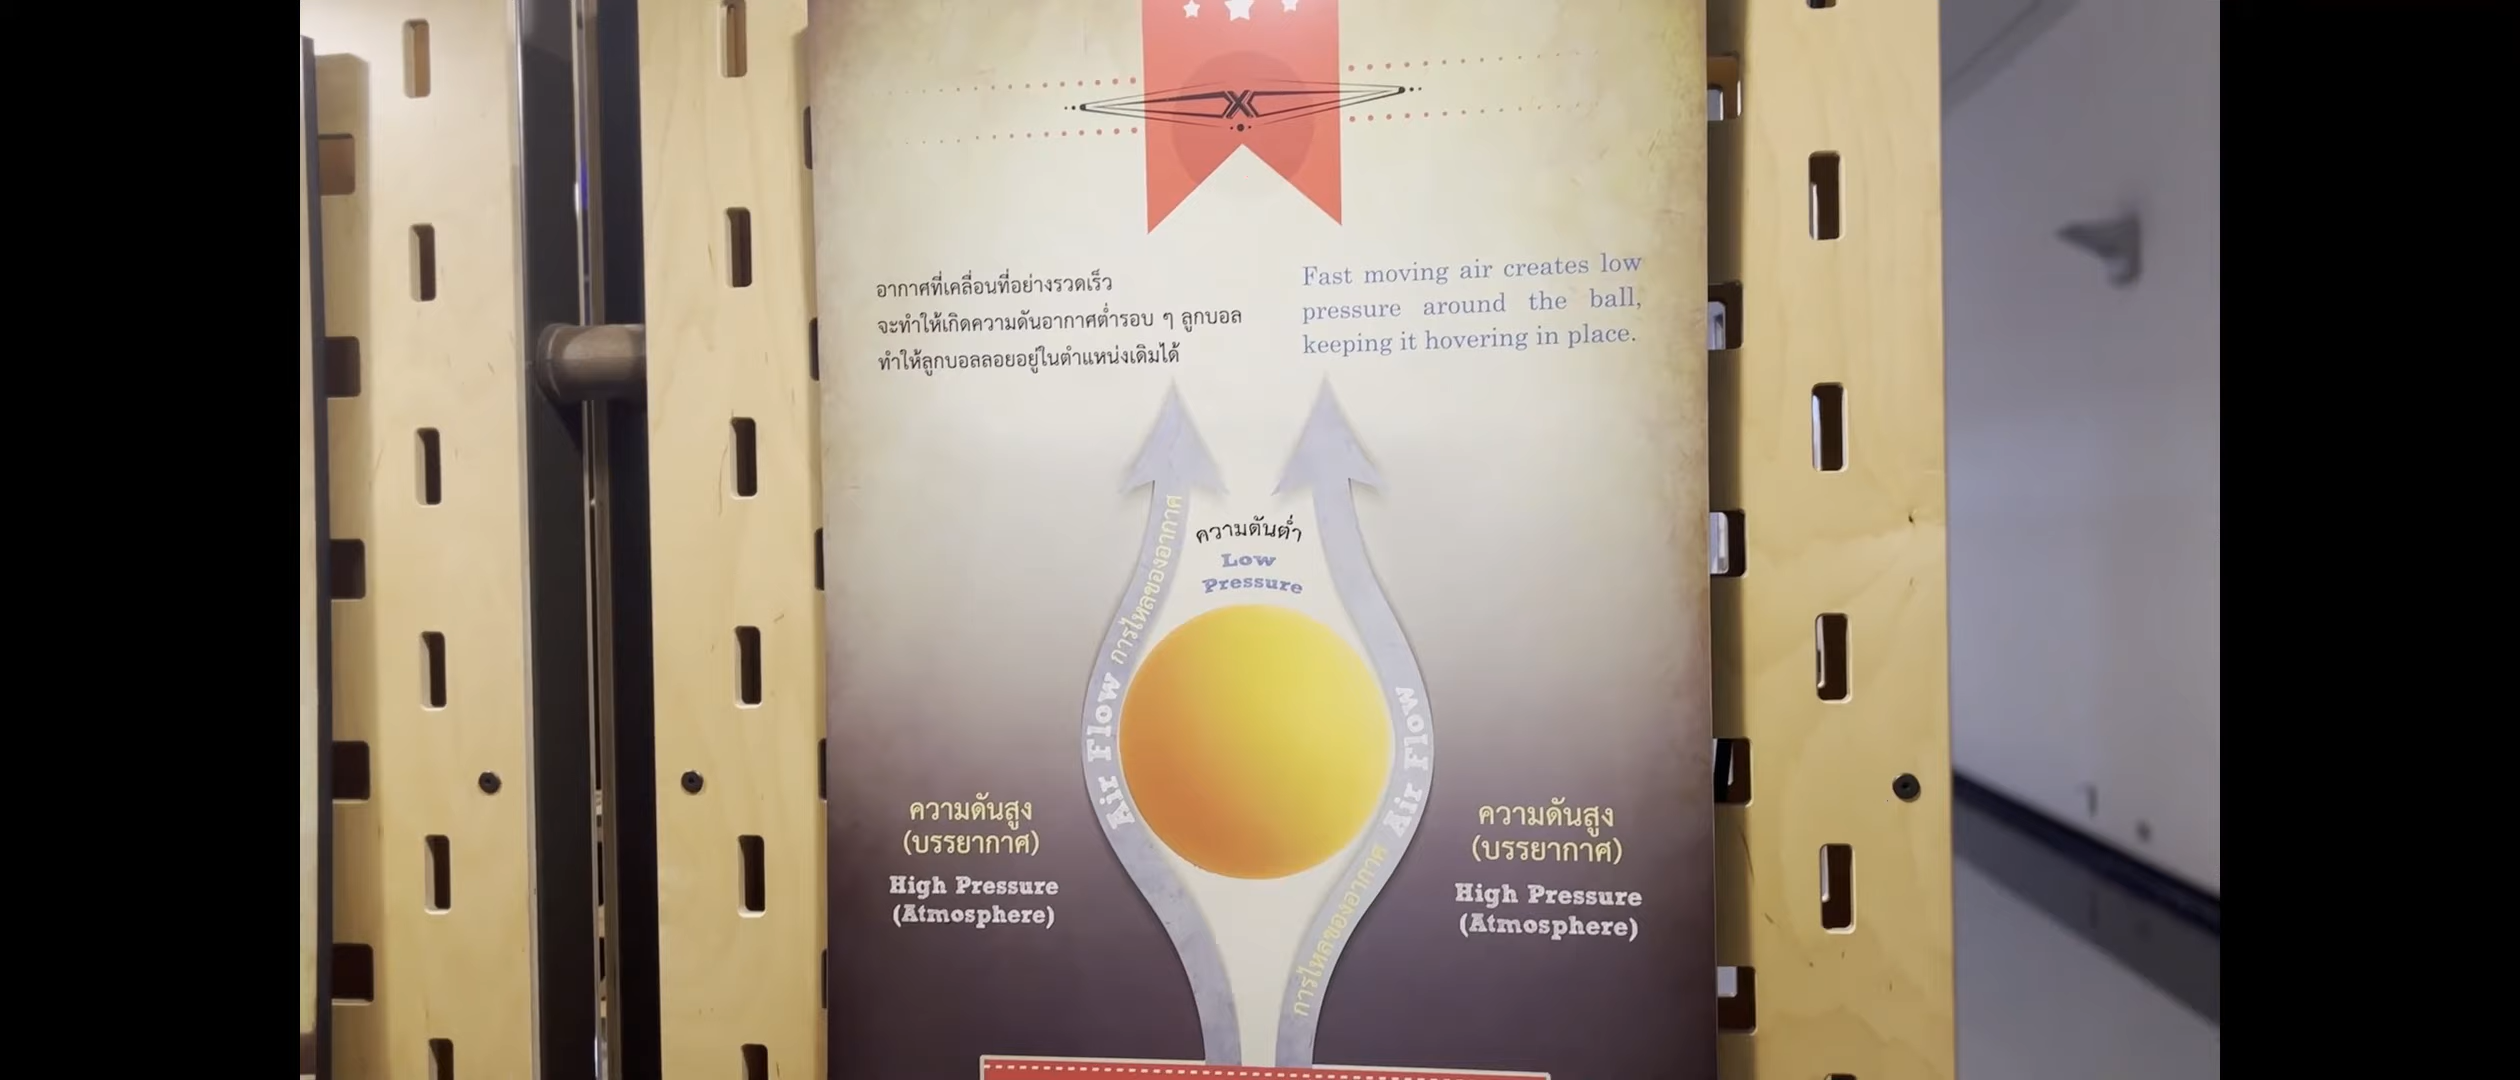 อากาศที่เคลื่อนที่อย่างรวดเร็ว
จะทำให้เกิดความดันอากาศต่ำรอบ ๆ ลูกบอล
ทำให้ลูกบอลลอยอยู่ในตำแหน่งเดิมได้
Fast moving air creates low
pressure around the ball,
keeping it hovering in place.
ความดันต่ำ
Low
Pressure
Air Flow การไหลของอากาศ
การไหลของอากาศ Air Flow
ความดันสูง
(บรรยากาศ)
High Pressure
(Atmosphere)
ความดันสูง
(บรรยากาศ)
High Pressure
(Atmosphere)